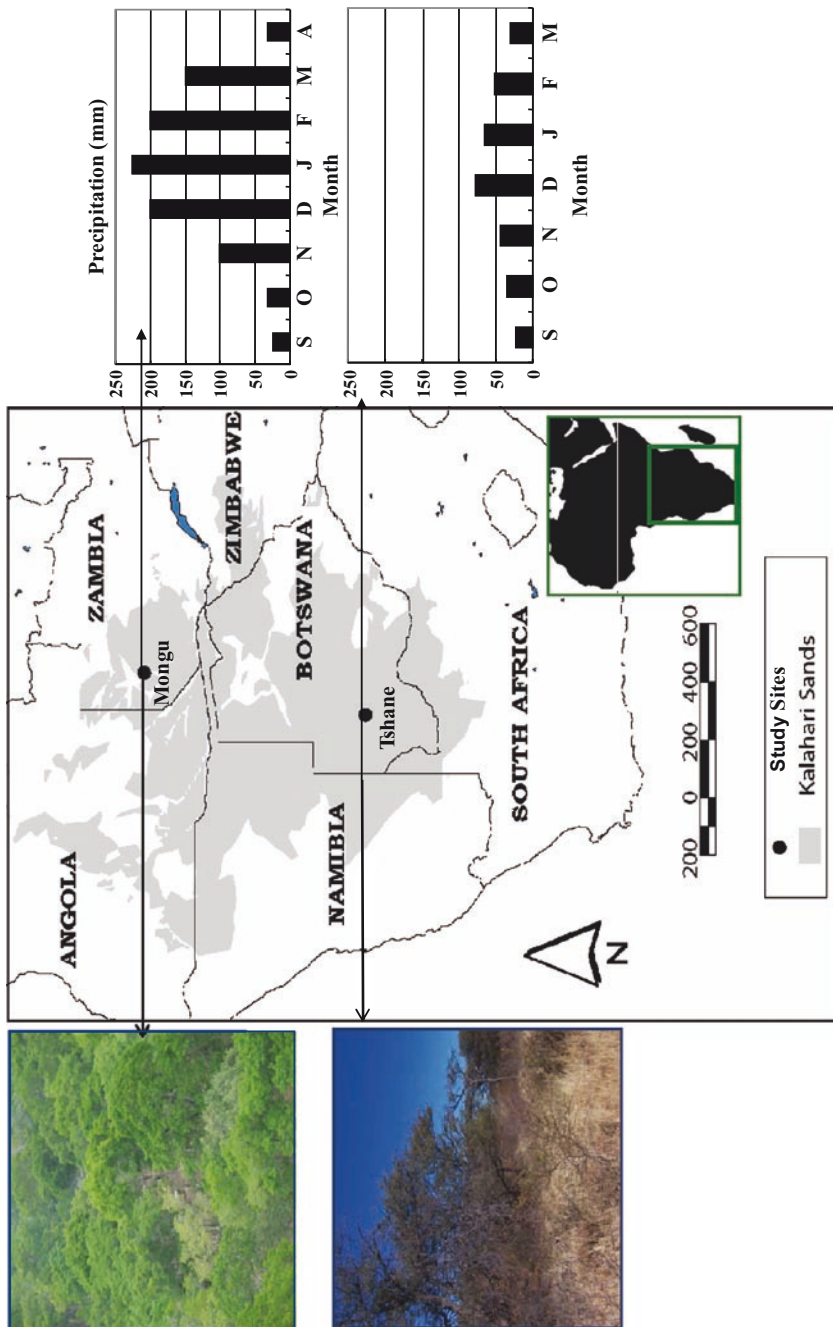 ANGOLA
ZAMBIA
Mongu
ZIMBABWE
NAMIBIA
BOTSWANA
Tshane
SOUTH AFRICA
N
200 0 200 400 600
Study Sites
Kalahari Sands
Precipitation (mm)
250
200
150
100
50
0
S O N D J F M A
Month
250
200
150
100
50
0
S O N D J F M
Month